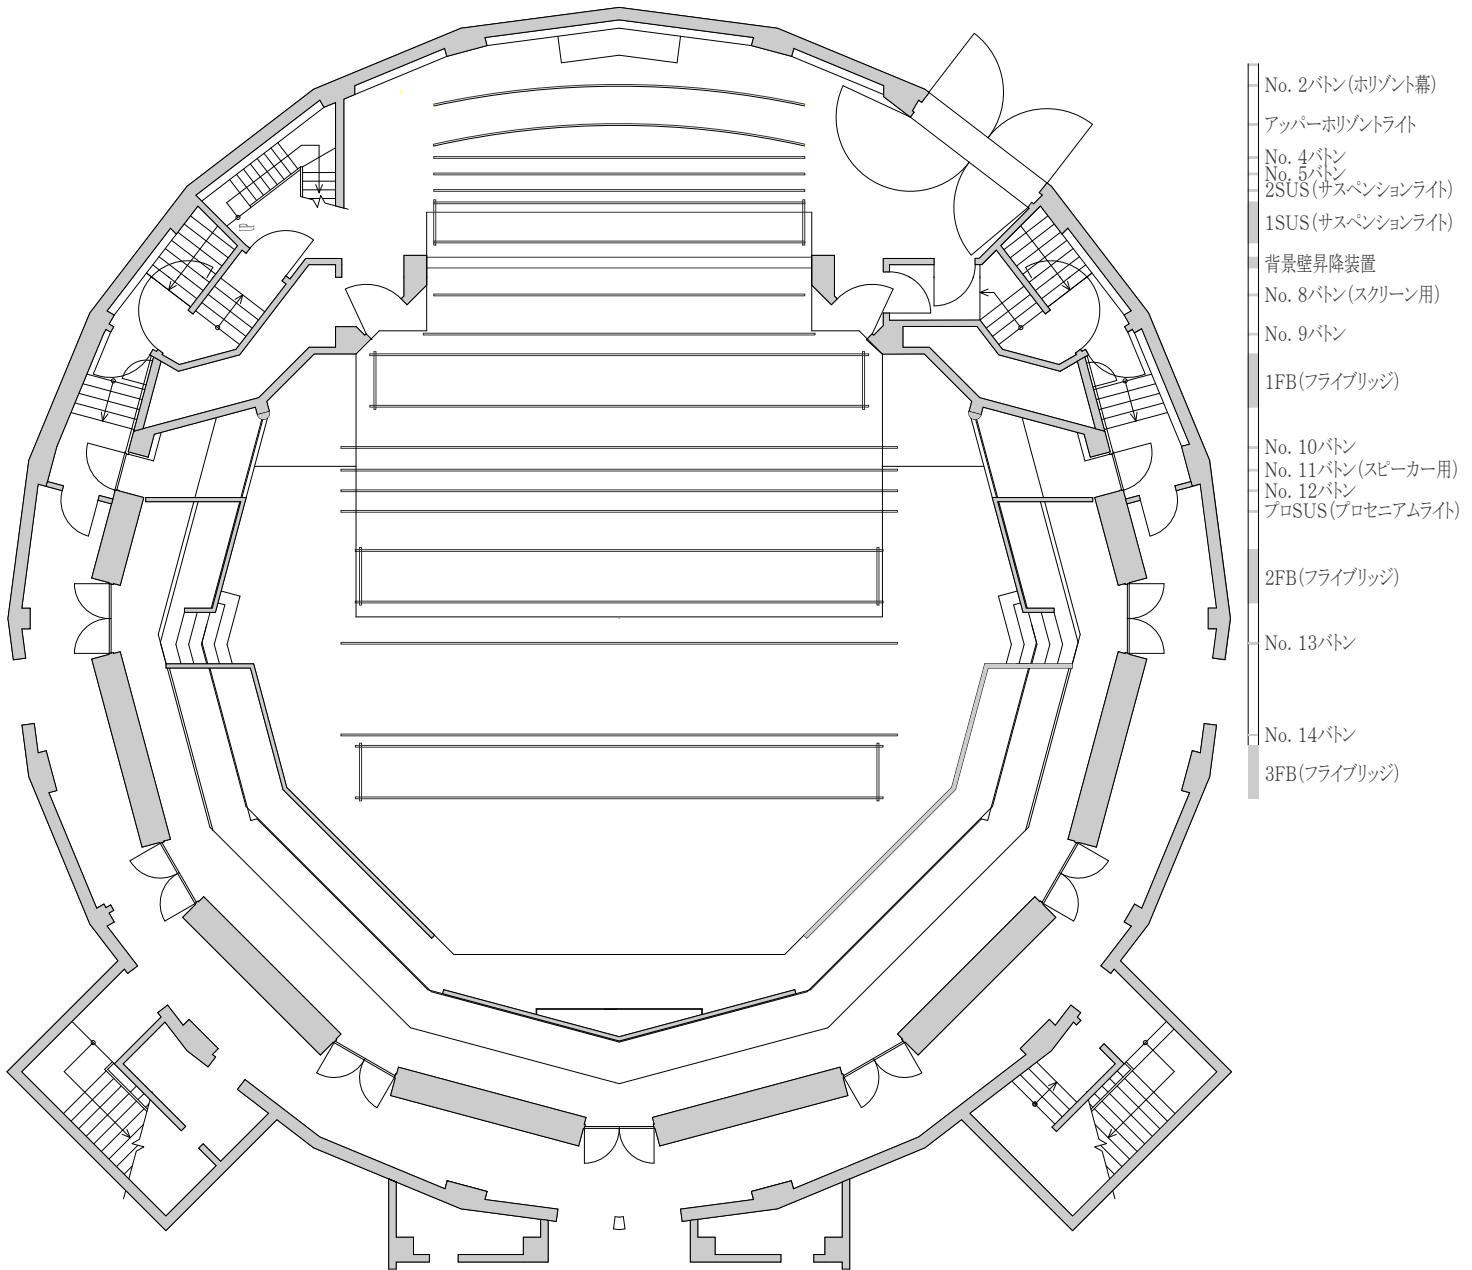 No. 2バトン(ホリゾント幕)
アッパーホリゾントライト
No. 4バトン
No. 5バトン
2SUS(サスペンションライト)
1SUS(サスペンションライト)
背景壁昇降装置
No. 8バトン(スクリーン用)
No. 9バトン
1FB(フライブリッジ)
No. 10バトン
No. 11バトン(スピーカー用)
No. 12バトン
プロSUS(プロセニアムライト)
2FB(フライブリッジ)
No. 13バトン
No. 14バトン
3FB(フライブリッジ)